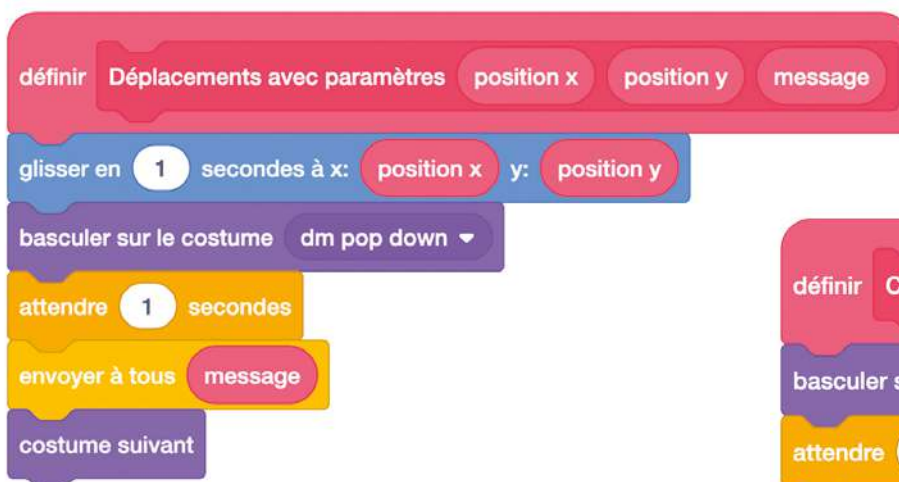 définir Déplacements avec paramètres position x position y message
glisser en 1 secondes à x: position x y: position y
basculer sur le costume dm pop down
attendre 1 secondes
envoyer à tous message
costume suivant
définir
basculer
attendre